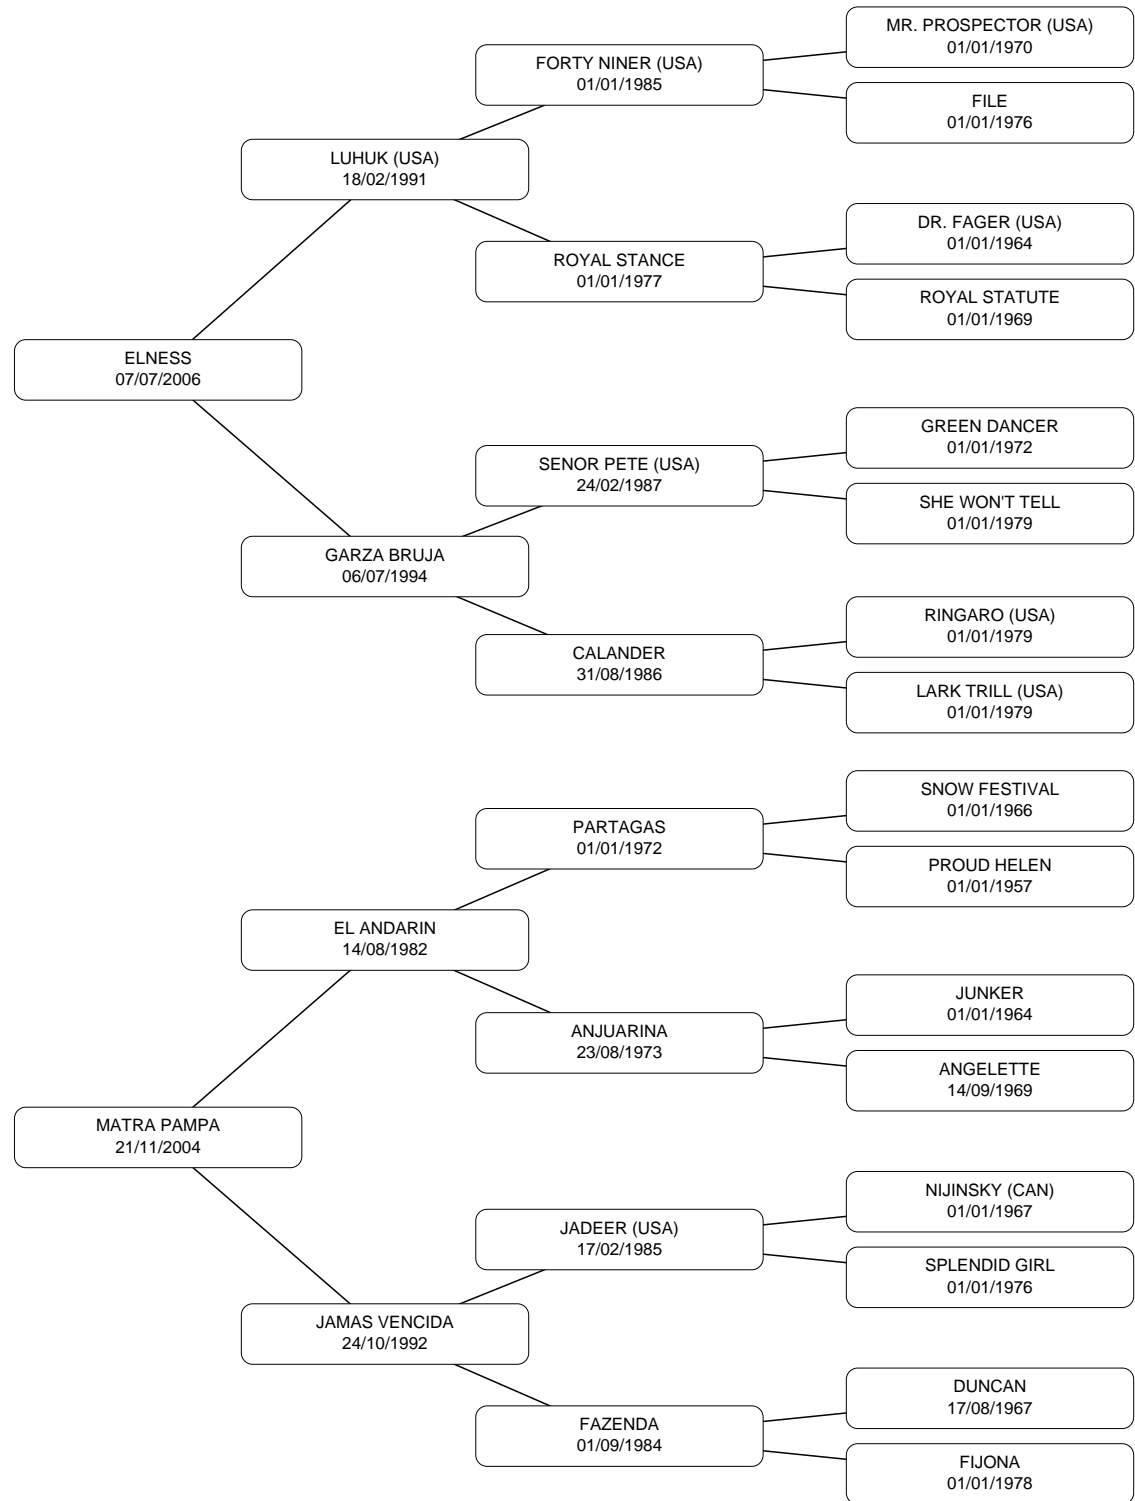 MR. PROSPECTOR (USA)
01/01/1970
FORTY NINER (USA)
01/01/1985
FILE
01/01/1976
LUHUK (USA)
18/02/1991
DR. FAGER (USA)
01/01/1964
ROYAL STANCE
01/01/1977
ROYAL STATUTE
01/01/1969
ELNESS
07/07/2006
GREEN DANCER
01/01/1972
SENOR PETE (USA)
24/02/1987
SHE WON'T TELL
01/01/1979
GARZA BRUJA
06/07/1994
RINGARO (USA)
01/01/1979
CALANDER
31/08/1986
LARK TRILL (USA)
01/01/1979
SNOW FESTIVAL
01/01/1966
PARTAGAS
01/01/1972
PROUD HELEN
01/01/1957
EL ANDARIN
14/08/1982
JUNKER
01/01/1964
ANJUARINA
23/08/1973
ANGELETTE
14/09/1969
MATRA PAMPA
21/11/2004
NIJINSKY (CAN)
01/01/1967
JADEER (USA)
17/02/1985
SPLENDID GIRL
01/01/1976
JAMAS VENCIDA
24/10/1992
DUNCAN
17/08/1967
FAZENDA
01/09/1984
FIJONA
01/01/1978